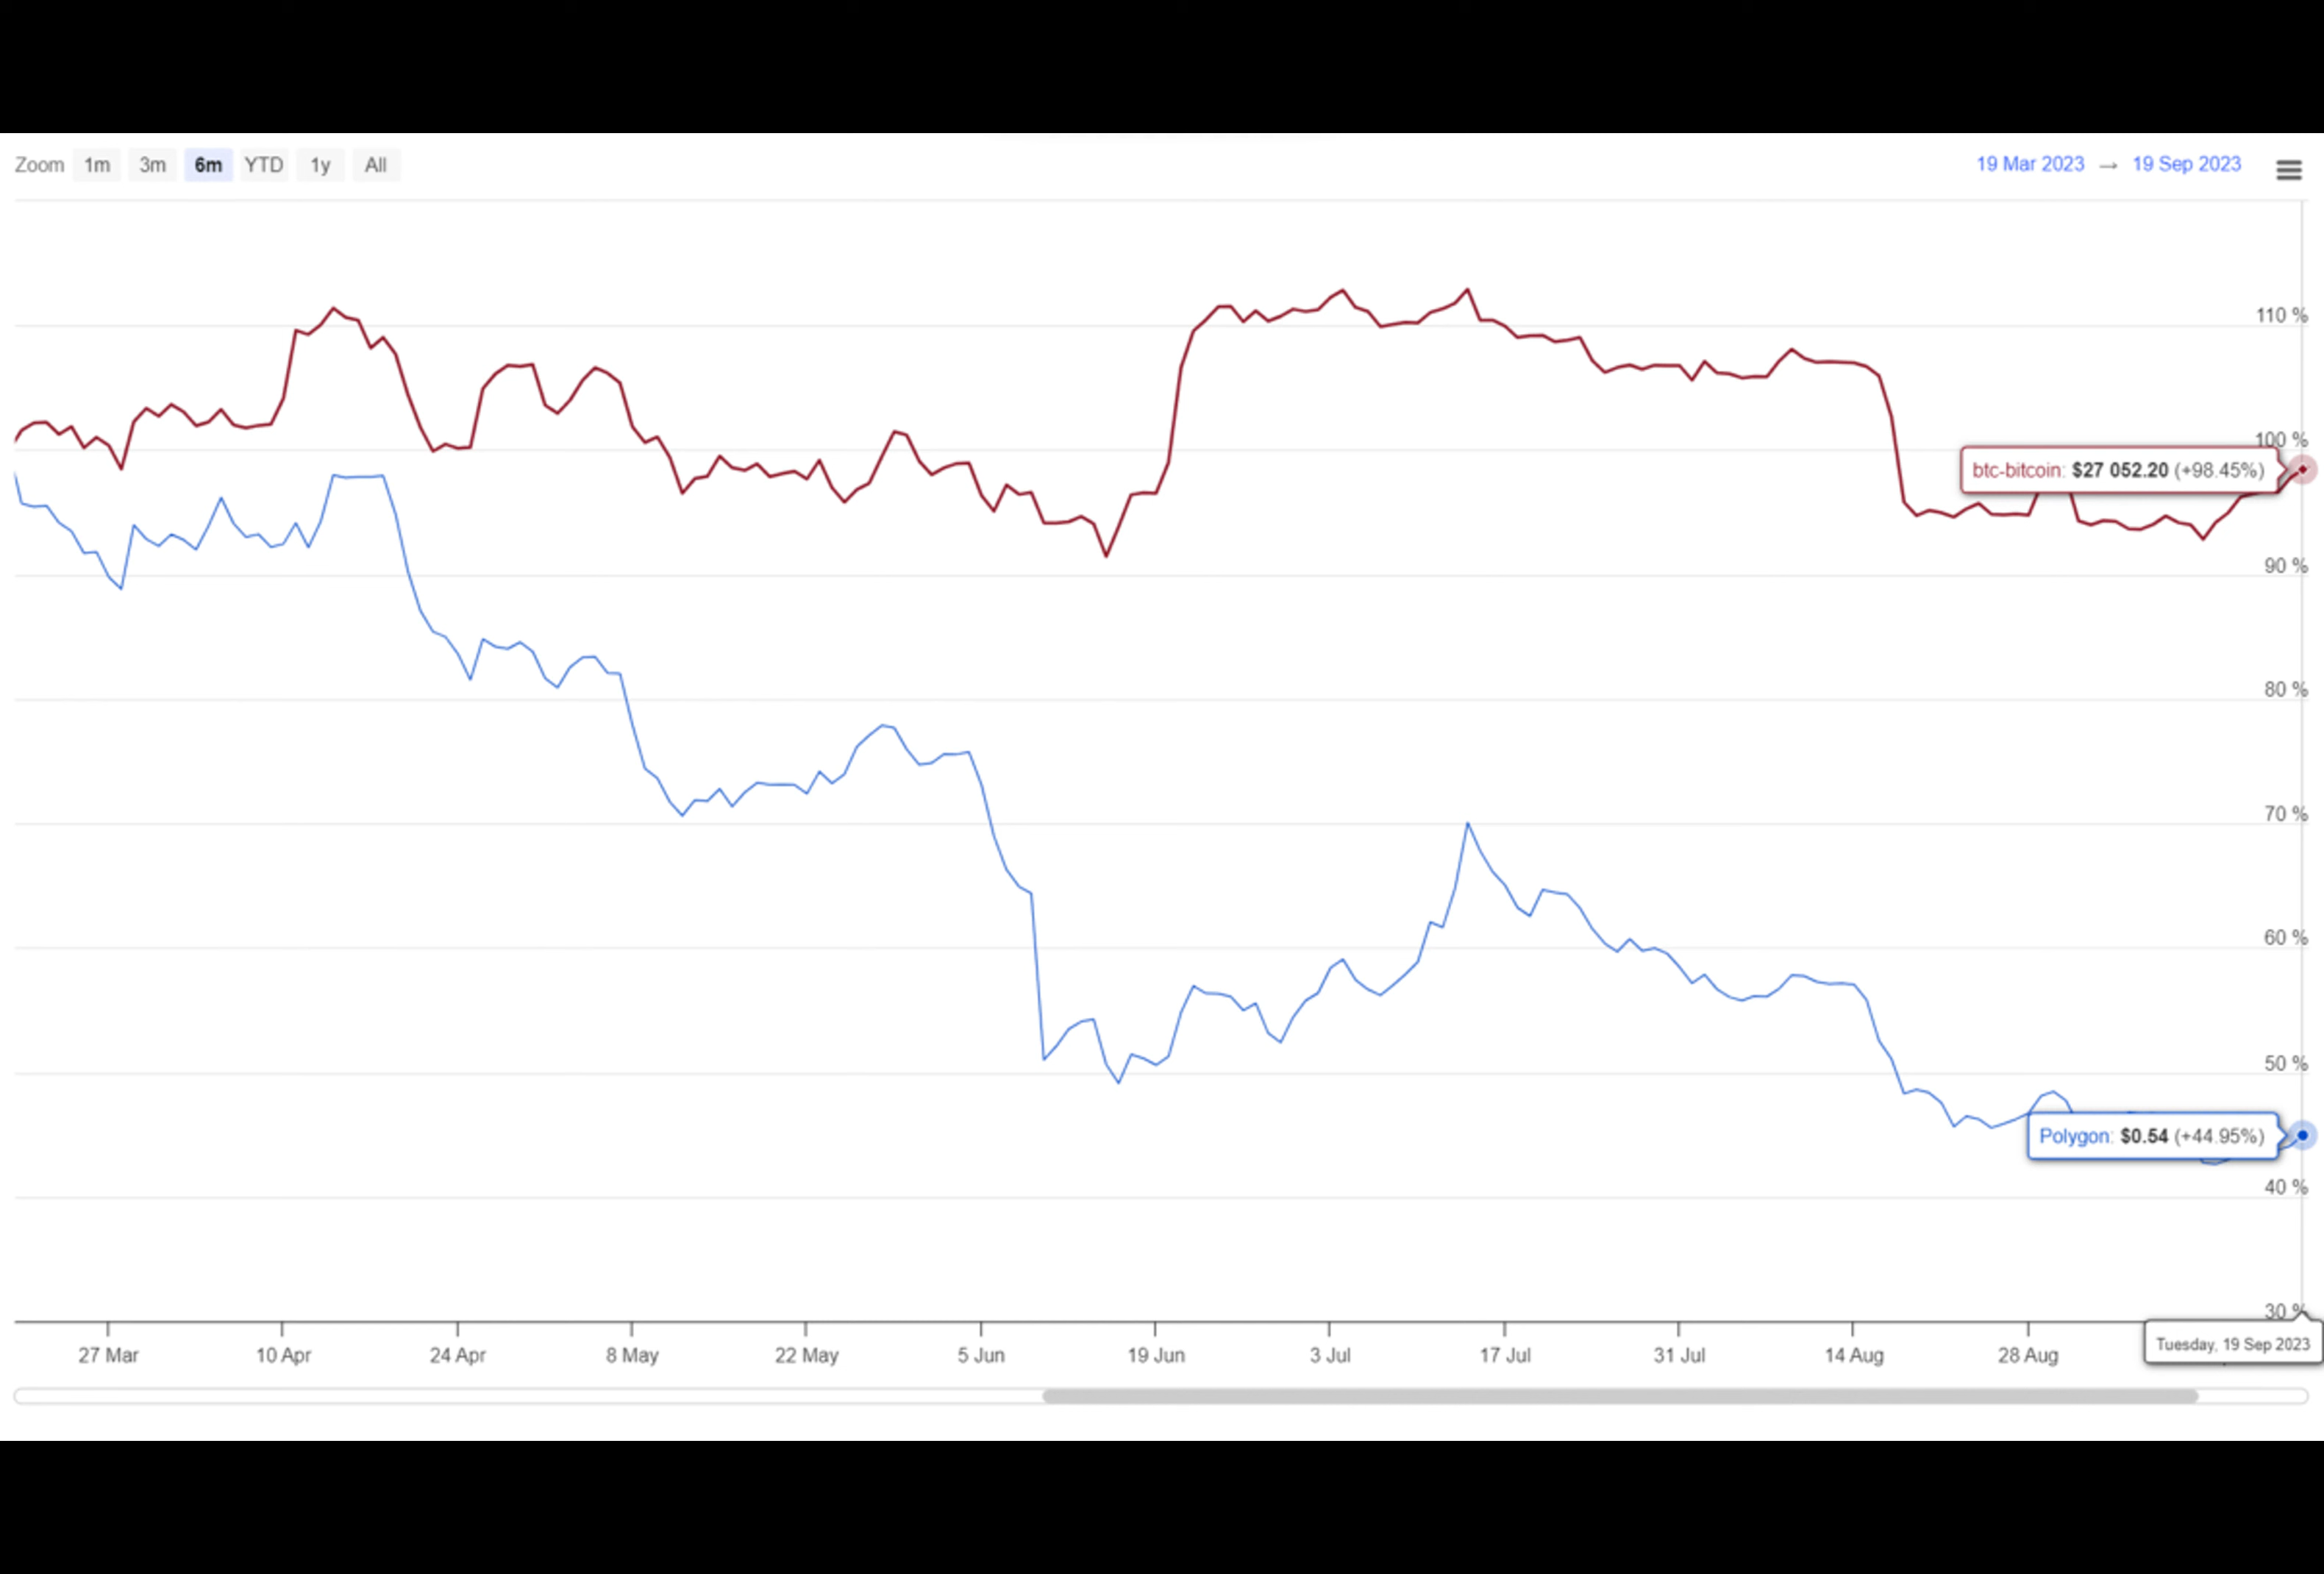 Zoom 1m 3m 6m YTD 1y All 19 Mar 2023 → 19 Sep 2023
110 %
100 %
btc-bitcoin: $27 052.20 (+98.45%)
90 %
80 %
70 %
60 %
50 %
Polygon: $0.54 (+44.95%)
40 %
30 %
27 Mar 10 Apr 24 Apr 8 May 22 May 5 Jun 19 Jun 3 Jul 17 Jul 31 Jul 14 Aug 28 Aug
Tuesday, 19 Sep 2023